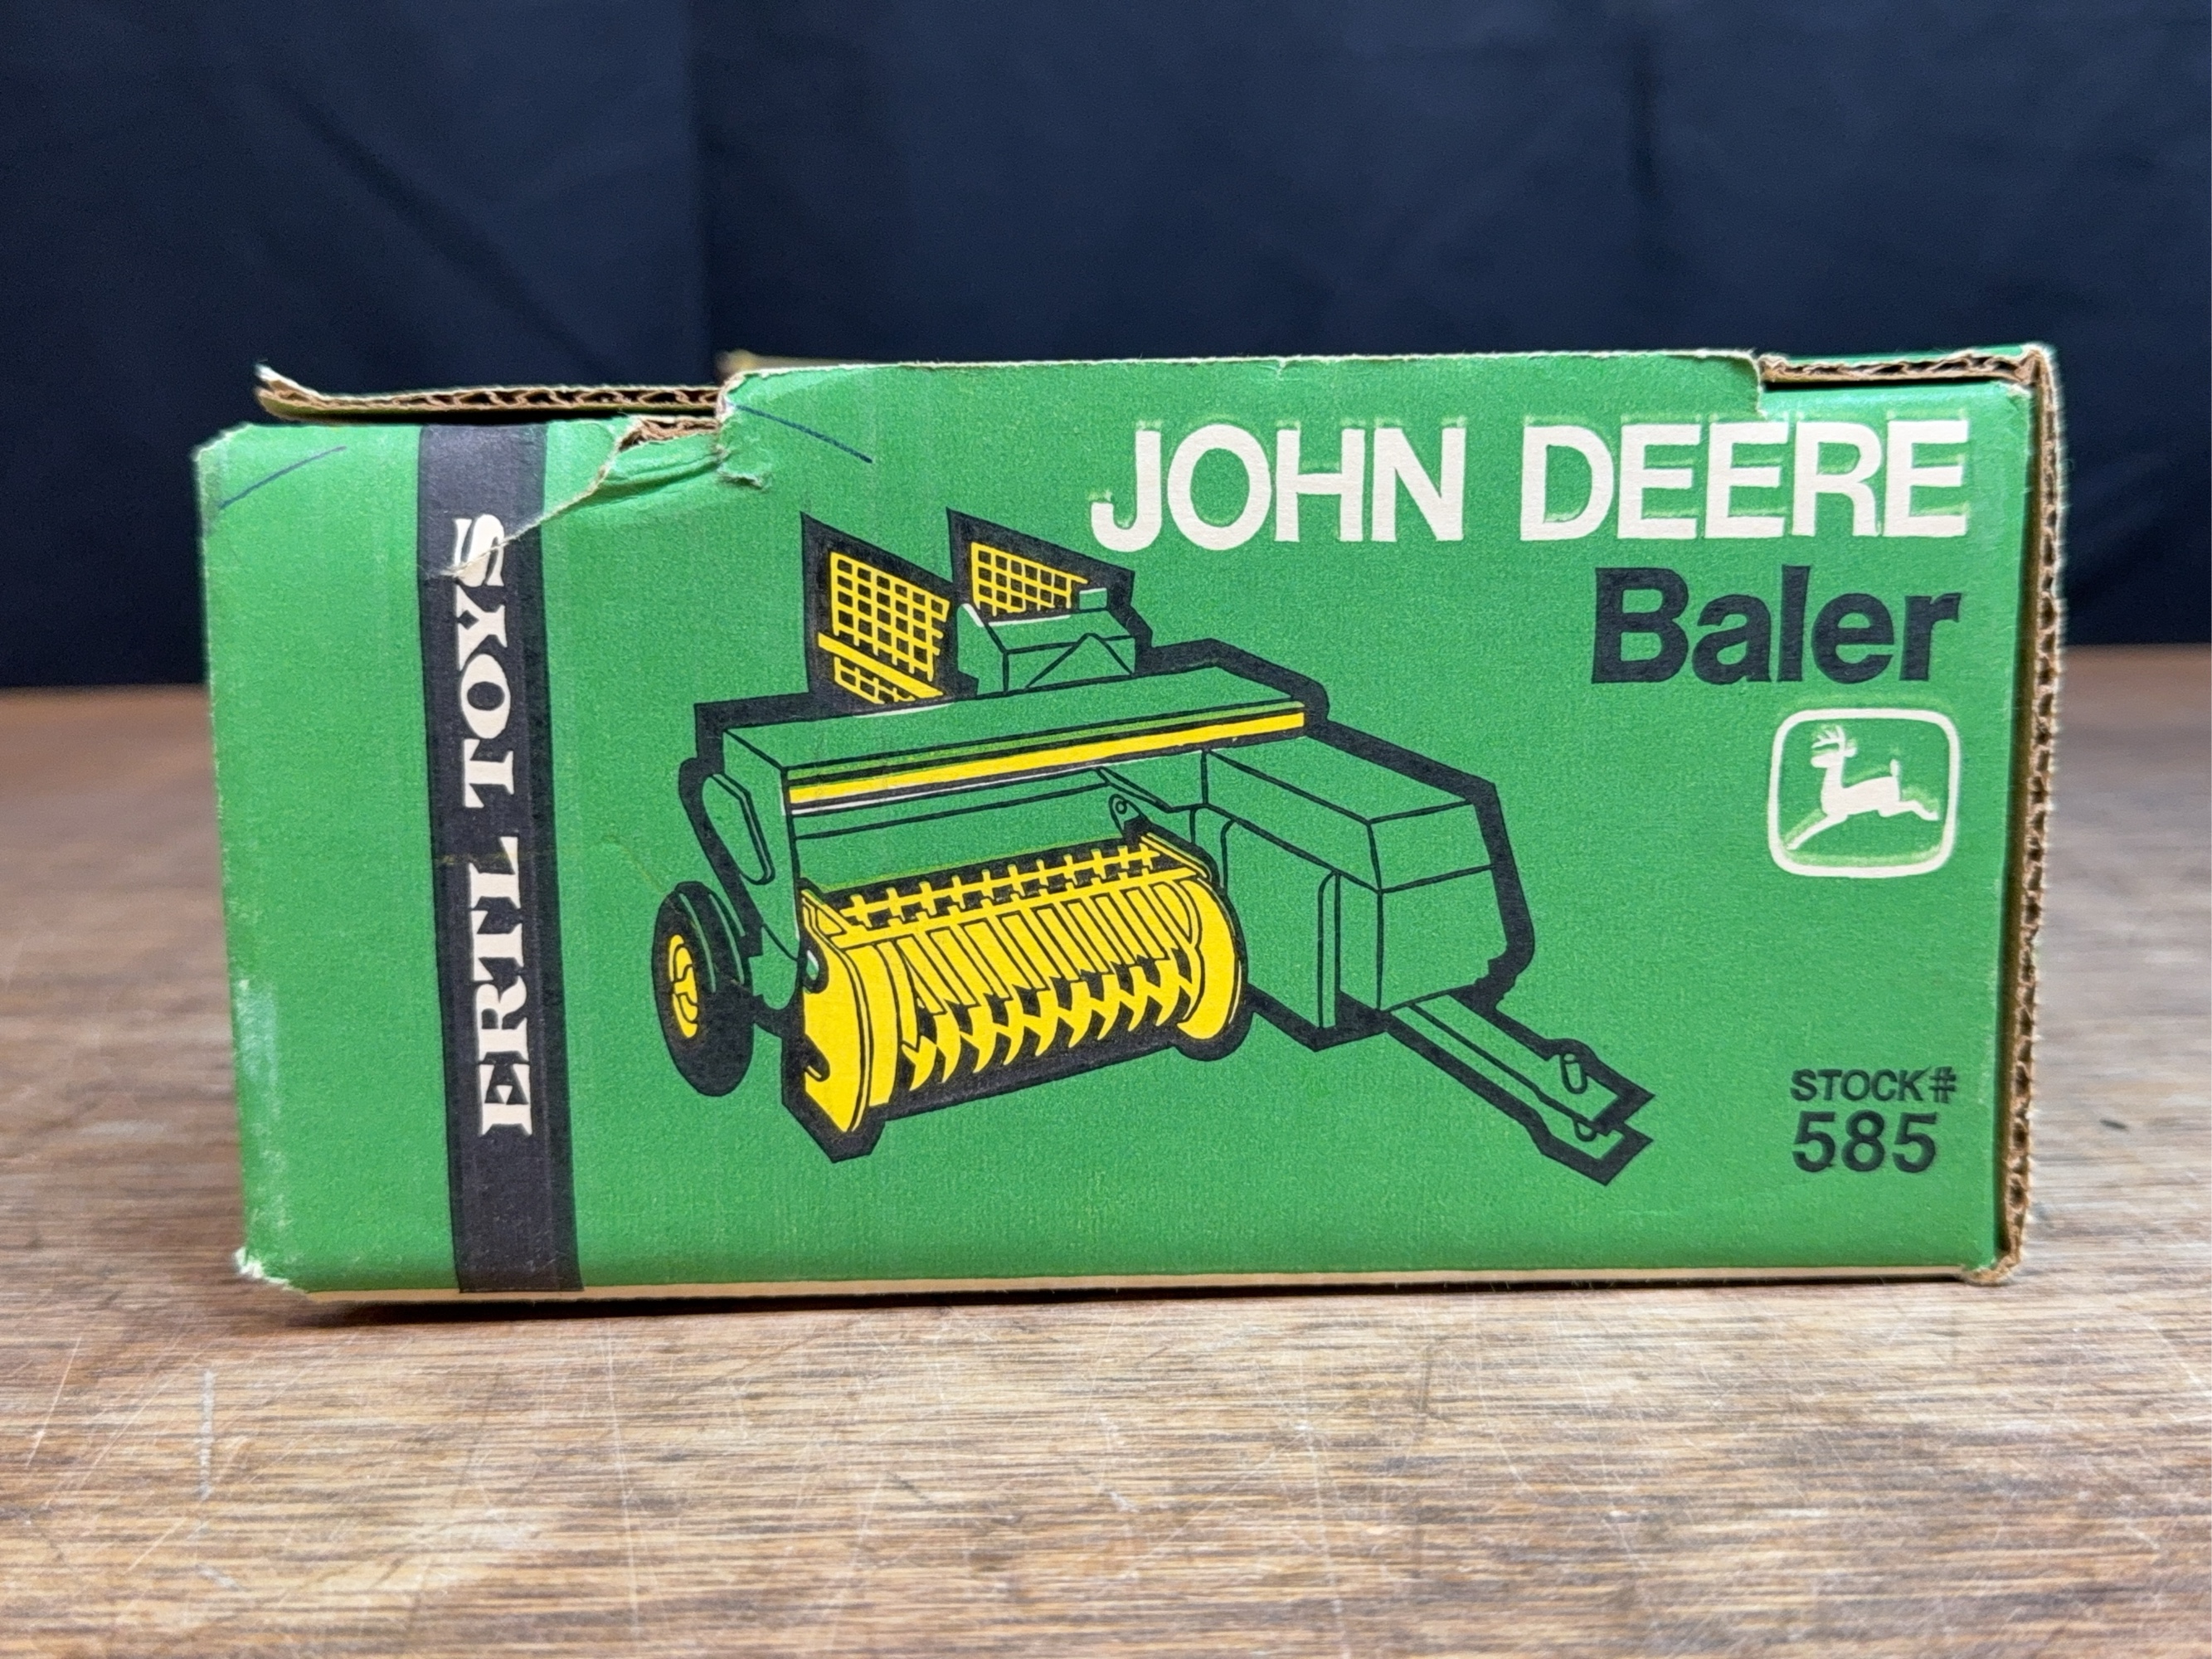 ERTL TOYS
JOHN DEERE
Baler
STOCK#
585